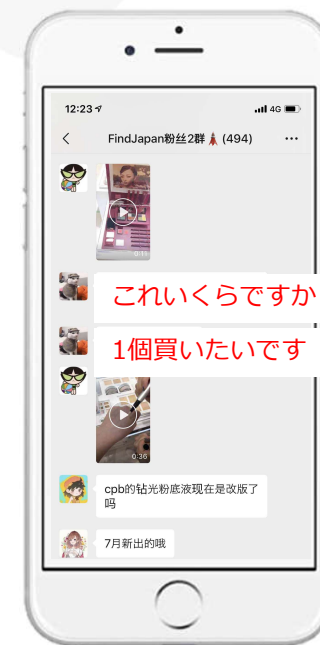 12:23
4G
FindJapan粉丝2群 (494)
0:11
これいくらですか
1個買いたいです
0:36
cpb的钻光粉底液现在是改版了
吗
7月新出的哦